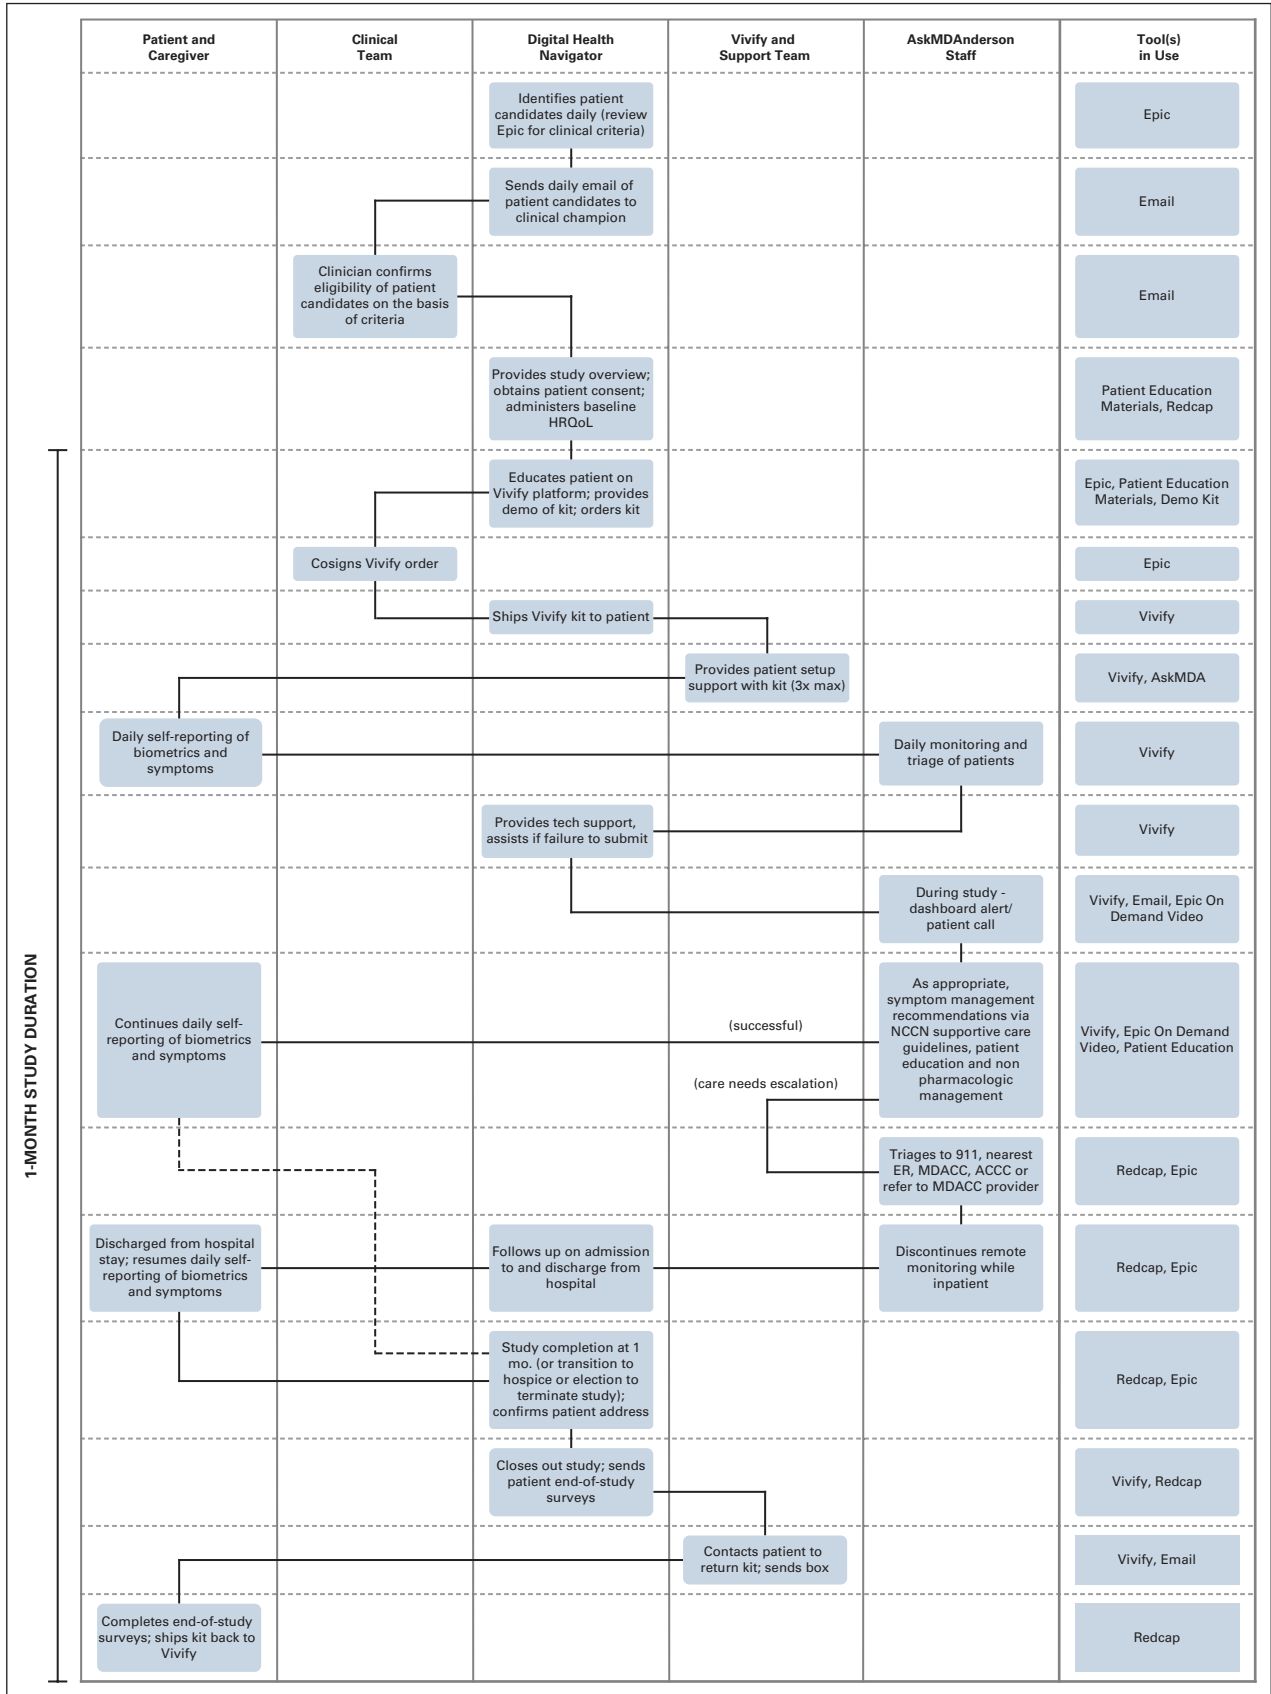 Patient and
Caregiver
Clinical
Team
Digital Health
Navigator
Vivify and
Support Team
AskMDAnderson
Staff
Tool(s)
in Use
Identifies patient
candidates daily (review
Epic for clinical criteria)
Epic
Sends daily email of
patient candidates to
clinical champion
Email
Clinician confirms
eligibility of patient
candidates on the basis
of criteria
Email
Provides study overview;
obtains patient consent;
administers baseline
HRQoL
Patient Education
Materials, Redcap
Educates patient on
Vivify platform; provides
demo of kit; orders kit
Epic, Patient Education
Materials, Demo Kit
Cosigns Vivify order
Epic
Ships Vivify kit to patient
Vivify
Provides patient setup
support with kit (3x max)
Vivify, AskMDA
Daily self-reporting of
biometrics and
symptoms
Daily monitoring and
triage of patients
Vivify
Provides tech support,
assists if failure to submit
Vivify
During study -
dashboard alert/
patient call
Vivify, Email, Epic On
Demand Video
1-MONTH STUDY DURATION
Continues daily self-
reporting of biometrics
and symptoms
(successful)
(care needs escalation)
As appropriate,
symptom management
recommendations via
NCCN supportive care
guidelines, patient
education and non
pharmacologic
management
Vivify, Epic On Demand
Video, Patient Education
Triages to 911, nearest
ER, MDACC, ACCC or
refer to MDACC provider
Redcap, Epic
Discharged from hospital
stay; resumes daily self-
reporting of biometrics
and symptoms
Follows up on admission
to and discharge from
hospital
Discontinues remote
monitoring while
inpatient
Redcap, Epic
Study completion at 1
mo. (or transition to
hospice or election to
terminate study);
confirms patient address
Redcap, Epic
Closes out study; sends
patient end-of-study
surveys
Vivify, Redcap
Contacts patient to
return kit; sends box
Vivify, Email
Completes end-of-study
surveys; ships kit back to
Vivify
Redcap